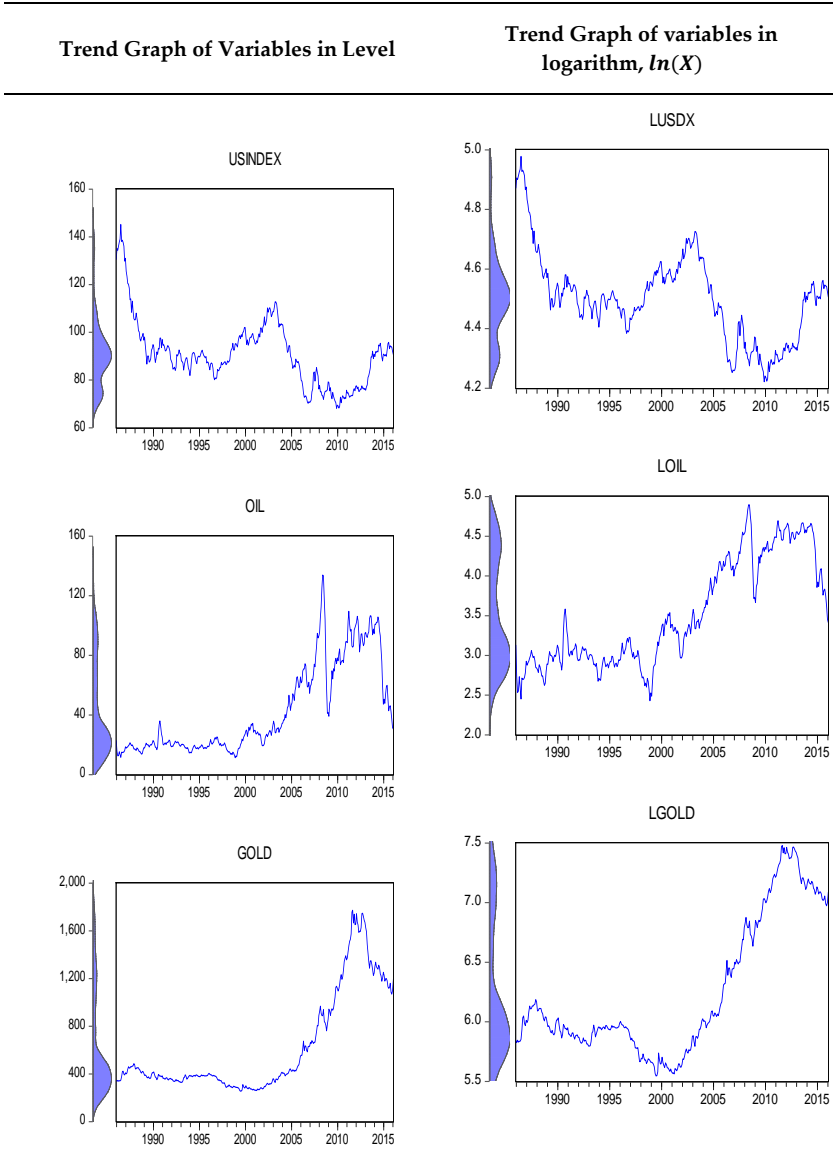 Trend Graph of Variables in Level
Trend Graph of variables in
logarithm, ln(X)
USINDEX
160
140
120
100
80
60
1990 1995 2000 2005 2010 2015
LUSDX
5.0
4.8
4.6
4.4
4.2
1990 1995 2000 2005 2010 2015
OIL
160
120
80
40
0
1990 1995 2000 2005 2010 2015
LOIL
5.0
4.5
4.0
3.5
3.0
2.5
2.0
1990 1995 2000 2005 2010 2015
GOLD
2,000
1,600
1,200
800
400
0
1990 1995 2000 2005 2010 2015
LGOLD
7.5
7.0
6.5
6.0
5.5
1990 1995 2000 2005 2010 2015